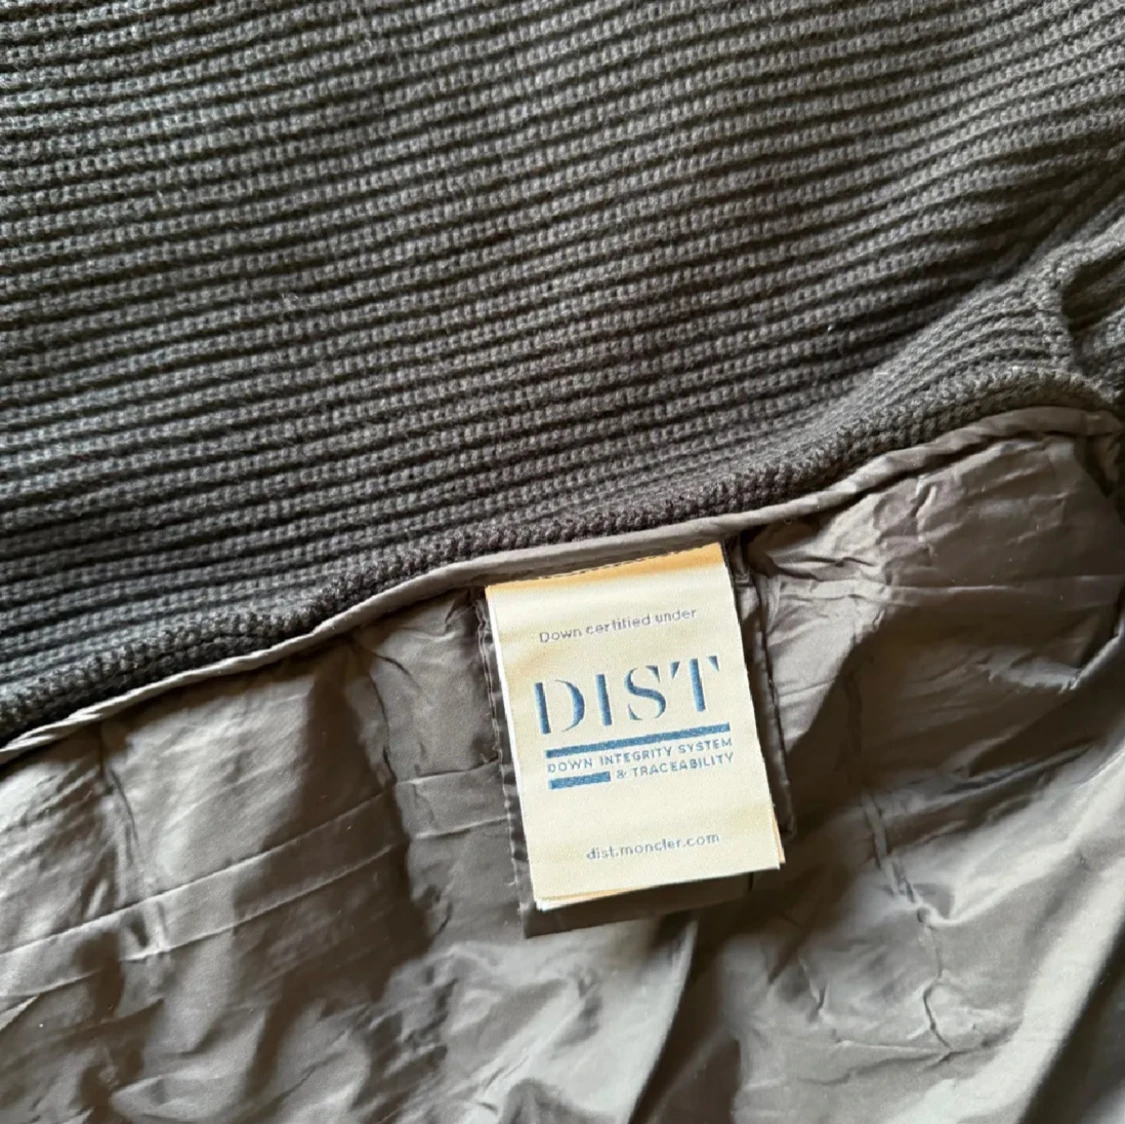 Down certified under
DIST
DOWN INTEGRITY SYSTEM
& TRACEABILITY
dist.moncler.com